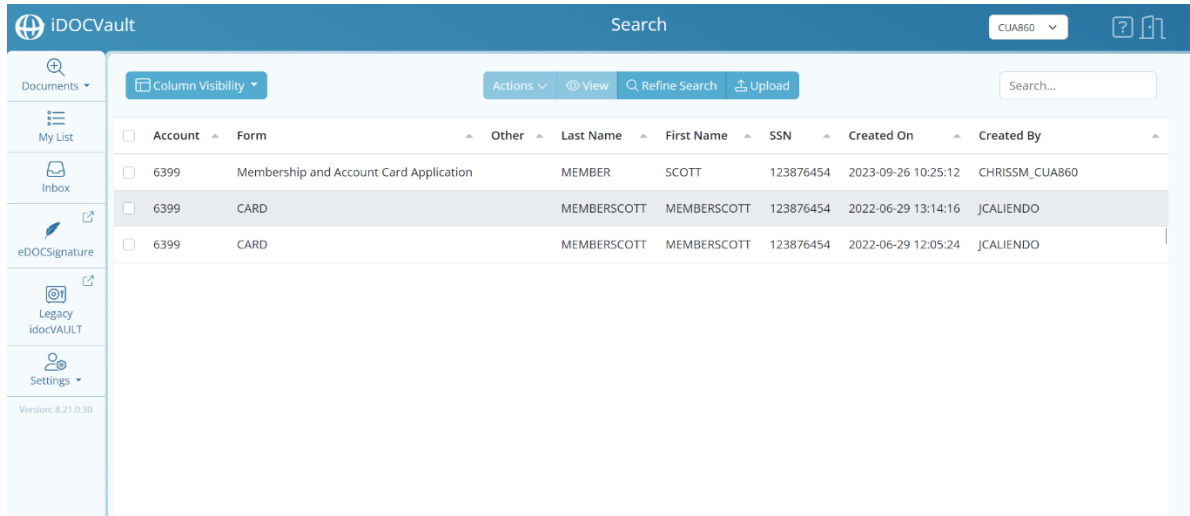 iDOCVault
Search
CUA860
Documents
My List
Inbox
eDOCSignature
Legacy
idocVAULT
Settings
Version: 8.21.0.30
Column Visibility
Actions View Refine Search Upload
Search...
Account Form Other Last Name First Name SSN Created On Created By
6399 Membership and Account Card Application MEMBER SCOTT 123876454 2023-09-26 10:25:12 CHRISSM_CUA860
6399 CARD MEMBERSCOTT MEMBERSCOTT 123876454 2022-06-29 13:14:16 JCALIENDO
6399 CARD MEMBERSCOTT MEMBERSCOTT 123876454 2022-06-29 12:05:24 JCALIENDO